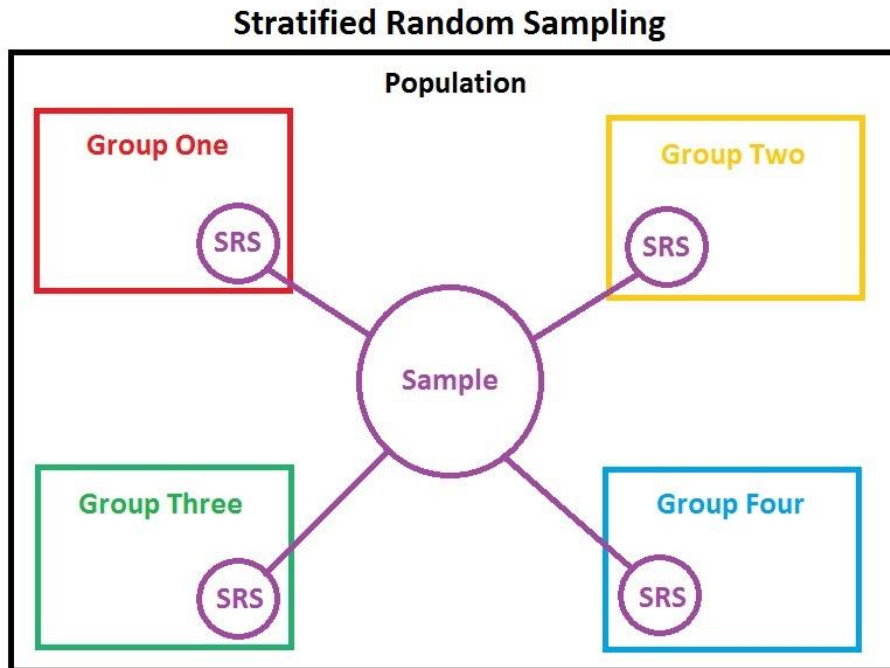 Stratified Random Sampling
Population
Group One
SRS
Group Two
SRS
Sample
Group Three
SRS
Group Four
SRS